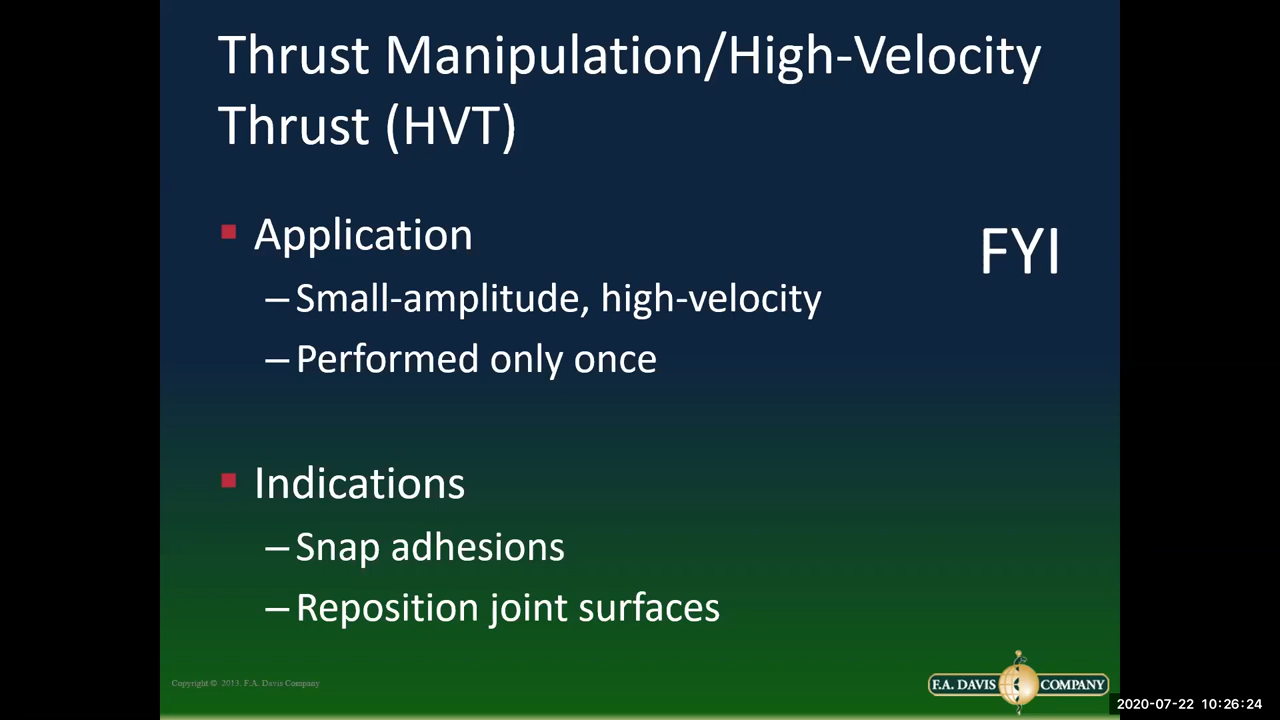 Thrust Manipulation/High-Velocity
Thrust (HVT)
Application
FYI
–Small-amplitude, high-velocity
–Performed only once
Indications
–Snap adhesions
–Reposition joint surfaces
Copyright © 2013. F.A. Davis Company
F.A. DAVIS COMPANY
2020-07-22 10:26:24